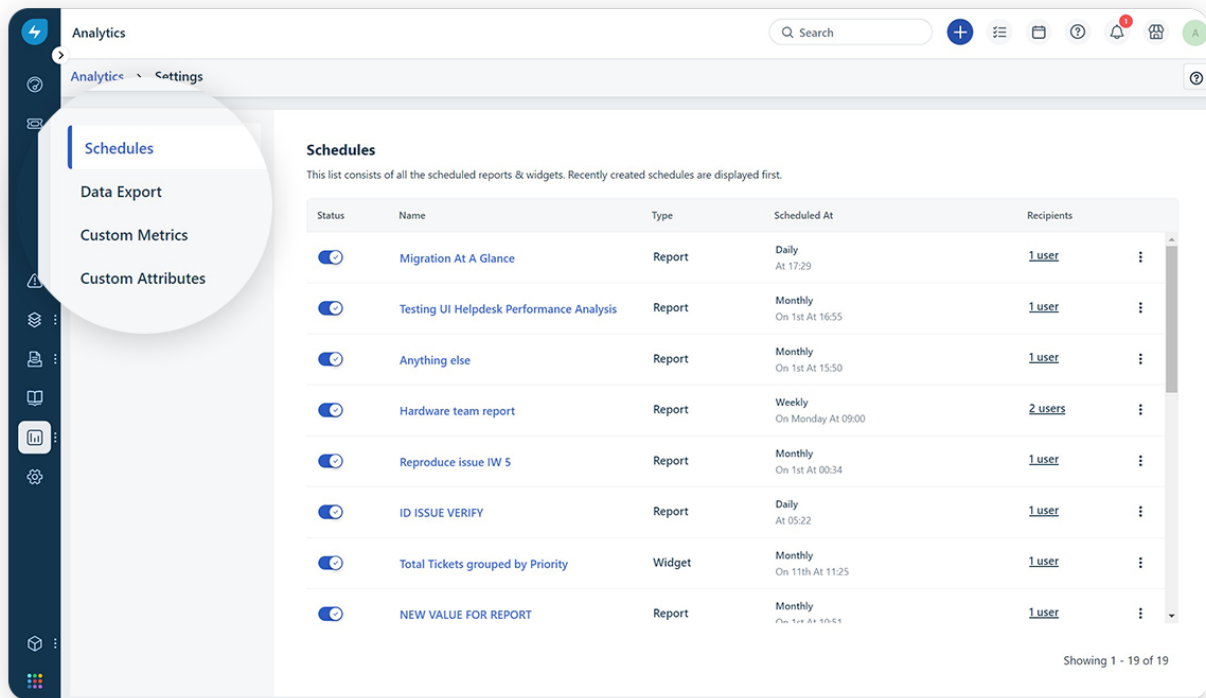 Analytics
Search
1
A
Analytics > Settings
Schedules
Data Export
Custom Metrics
Custom Attributes
Schedules
This list consists of all the scheduled reports & widgets. Recently created schedules are displayed first.
Status Name Type Scheduled At Recipients
Migration At A Glance Report Daily 1 user
At 17:29
Testing UI Helpdesk Performance Analysis Report Monthly 1 user
On 1st At 16:55
Anything else Report Monthly 1 user
On 1st At 15:50
Hardware team report Report Weekly 2 users
On Monday At 09:00
Reproduce issue IW 5 Report Monthly 1 user
On 1st At 00:34
ID ISSUE VERIFY Report Daily 1 user
At 05:22
Total Tickets grouped by Priority Widget Monthly 1 user
On 11th At 11:25
NEW VALUE FOR REPORT Report Monthly 1 user
On 1st At 10:51
Showing 1 - 19 of 19